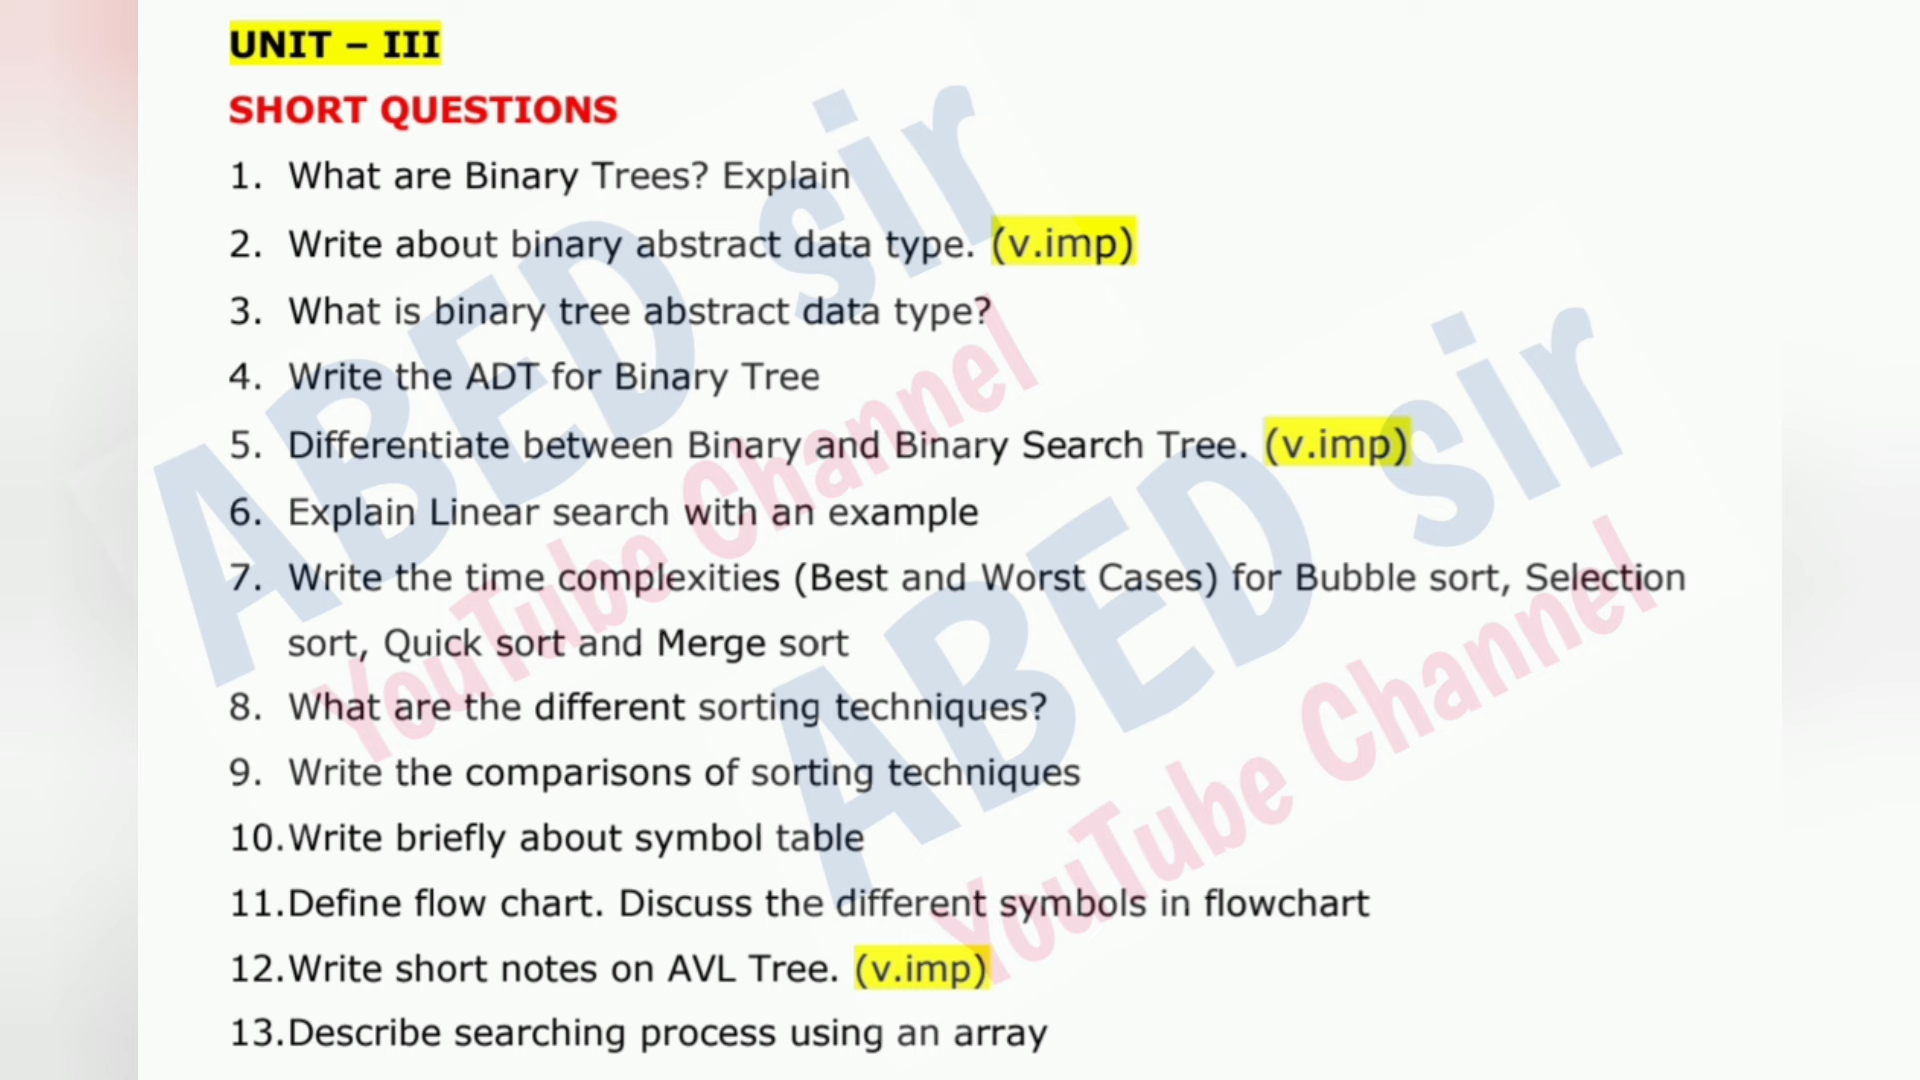 UNIT – III
SHORT QUESTIONS
1. What are Binary Trees? Explain
2. Write about binary abstract data type. (v.imp)
3. What is binary tree abstract data type?
4. Write the ADT for Binary Tree
5. Differentiate between Binary and Binary Search Tree. (v.imp)
6. Explain Linear search with an example
7. Write the time complexities (Best and Worst Cases) for Bubble sort, Selection
sort, Quick sort and Merge sort
8. What are the different sorting techniques?
9. Write the comparisons of sorting techniques
10.Write briefly about symbol table
11.Define flow chart. Discuss the different symbols in flowchart
12.Write short notes on AVL Tree. (v.imp)
13.Describe searching process using an array
ABED sir
YouTube Channel
ABED sir
YouTube Channel